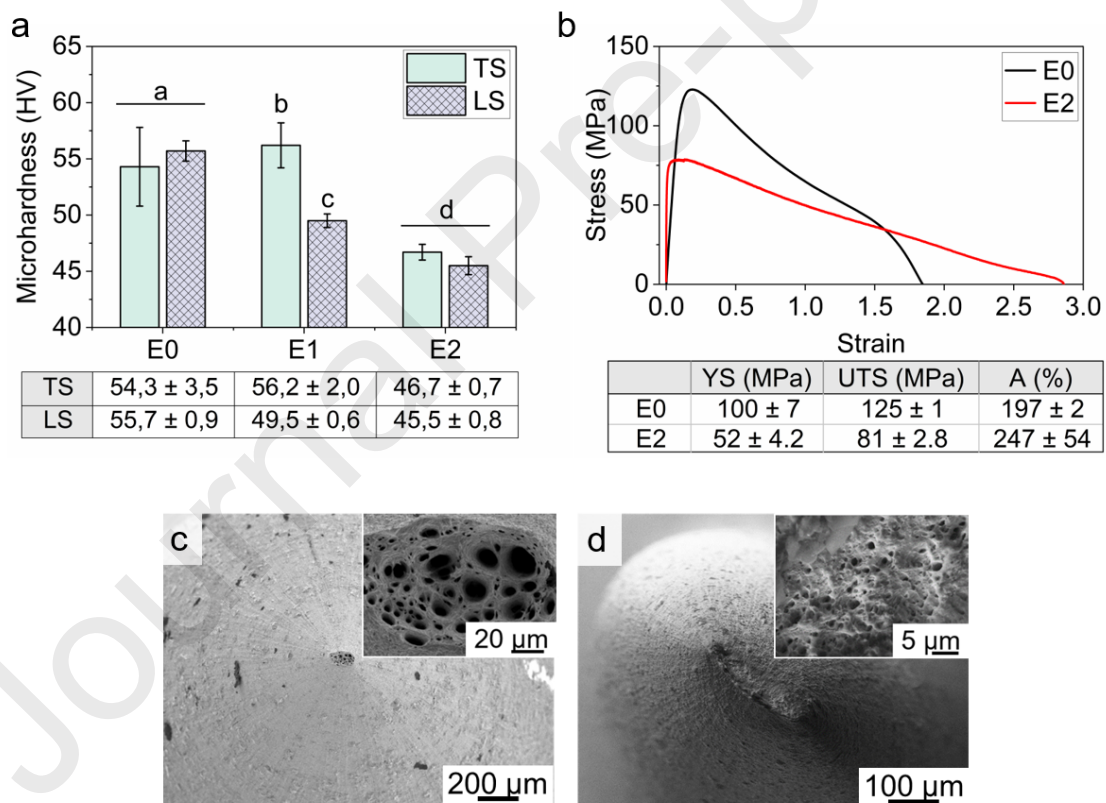 a
65
60
55
50
45
40
Microhardness (HV)
TS
LS
a
b
c
d
E0 E1 E2
TS 54,3 ± 3,5 56,2 ± 2,0 46,7 ± 0,7
LS 55,7 ± 0,9 49,5 ± 0,6 45,5 ± 0,8
b
150
100
50
0
Stress (MPa)
E0
E2
0.0 0.5 1.0 1.5 2.0 2.5 3.0
Strain
YS (MPa) UTS (MPa) A (%)
E0 100 ± 7 125 ± 1 197 ± 2
E2 52 ± 4.2 81 ± 2.8 247 ± 54
c
20 µm
200 µm
d
5 µm
100 µm
Journal Pre-p